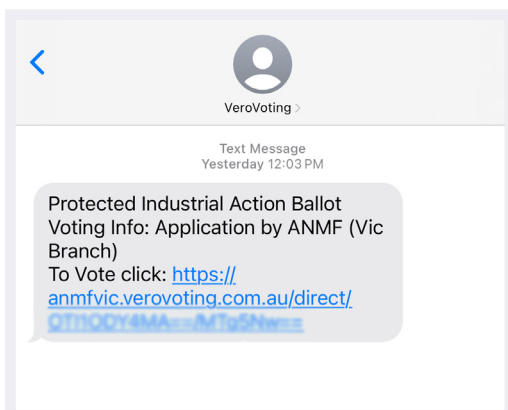 VeroVoting
Text Message
Yesterday 12:03 PM
Protected Industrial Action Ballot
Voting Info: Application by ANMF (Vic
Branch)
To Vote click: https://
anmfvic.verovoting.com.au/direct/